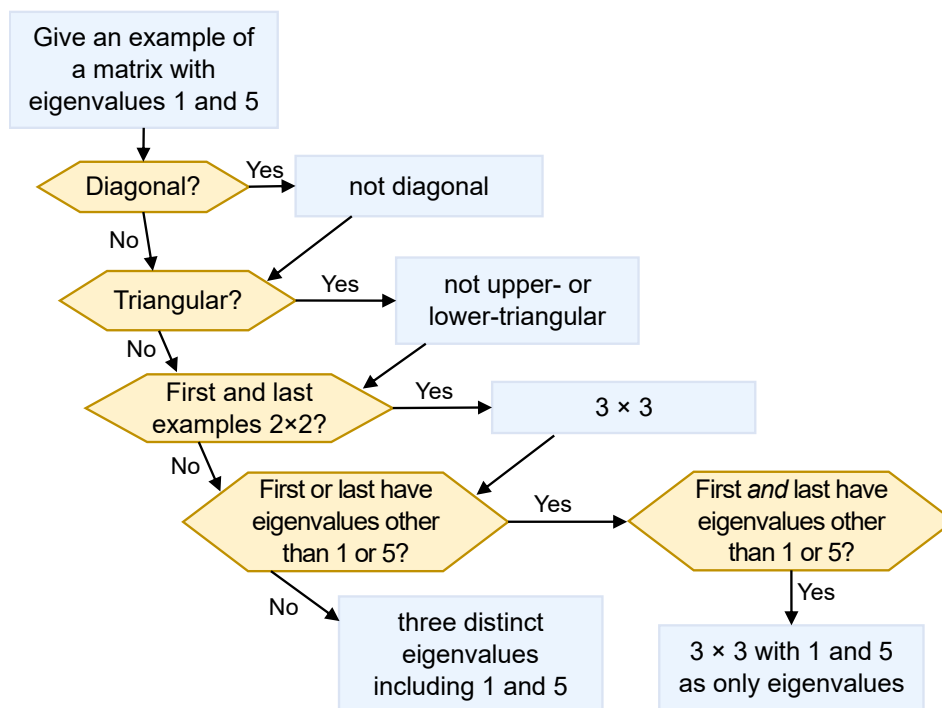 Give an example of
a matrix with
eigenvalues 1 and 5
Diagonal?
Yes
not diagonal
No
Triangular?
Yes
not upper- or
lower-triangular
No
First and last
examples 2×2?
Yes
3 × 3
No
First or last have
eigenvalues other
than 1 or 5?
Yes
First and last have
eigenvalues other
than 1 or 5?
No
three distinct
eigenvalues
including 1 and 5
Yes
3 × 3 with 1 and 5
as only eigenvalues